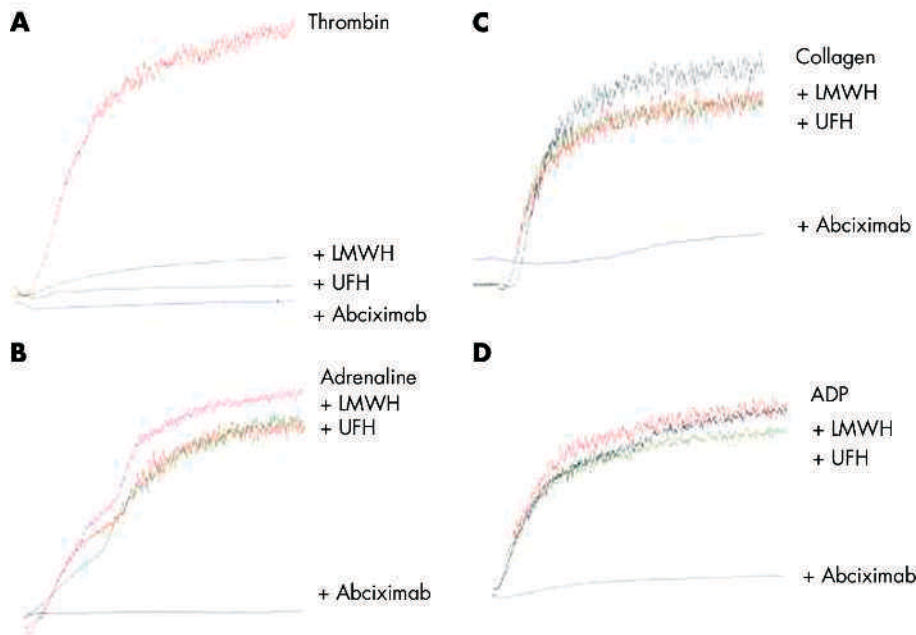 A
Thrombin
+ LMWH
+ UFH
+ Abciximab
B
Adrenaline
+ LMWH
+ UFH
+ Abciximab
C
Collagen
+ LMWH
+ UFH
+ Abciximab
D
ADP
+ LMWH
+ UFH
+ Abciximab